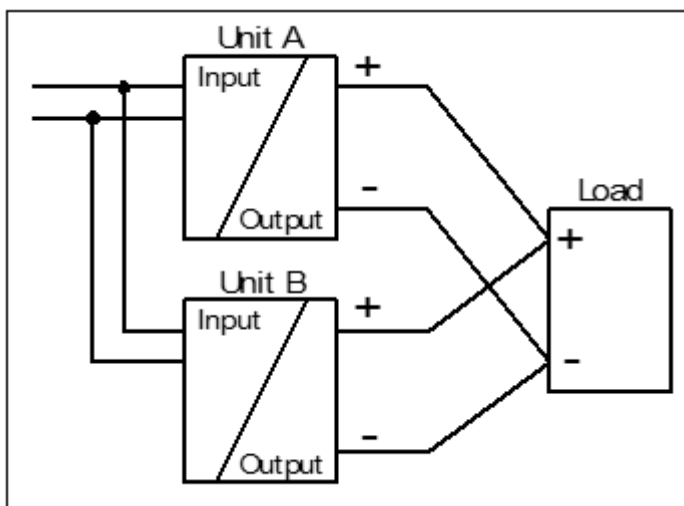 Unit A
Input
+
-
Output
Load
+
-
Unit B
Input
+
-
Output